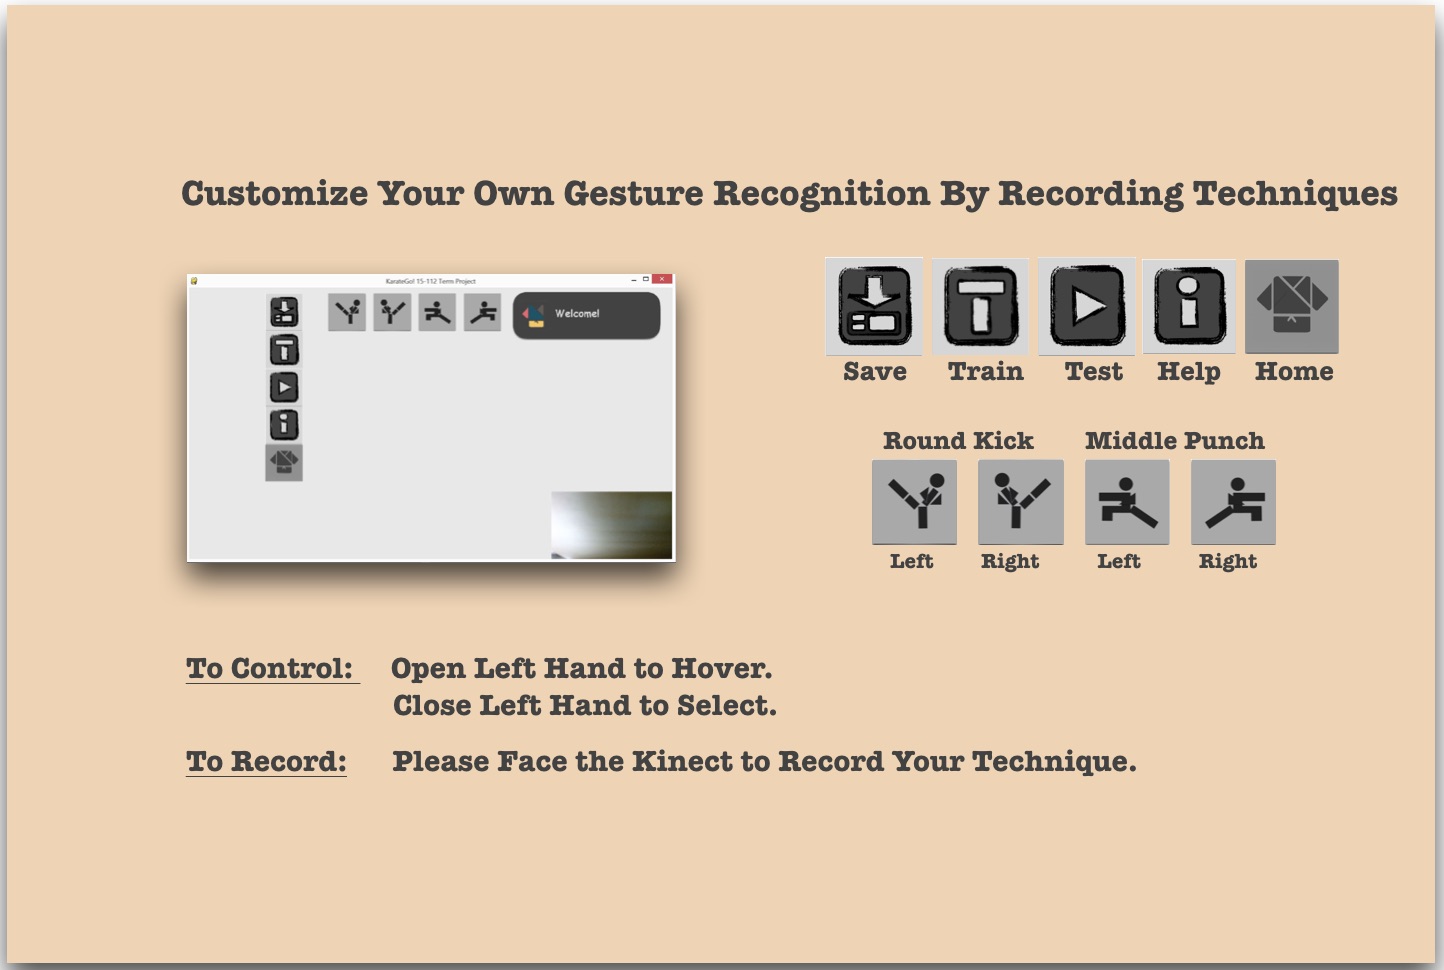 Customize Your Own Gesture Recognition By Recording Techniques
KarateGo! 15-112 Term Project
Welcome!
Save Train Test Help Home
Round Kick Middle Punch
Left Right Left Right
To Control: Open Left Hand to Hover.
Close Left Hand to Select.
To Record: Please Face the Kinect to Record Your Technique.